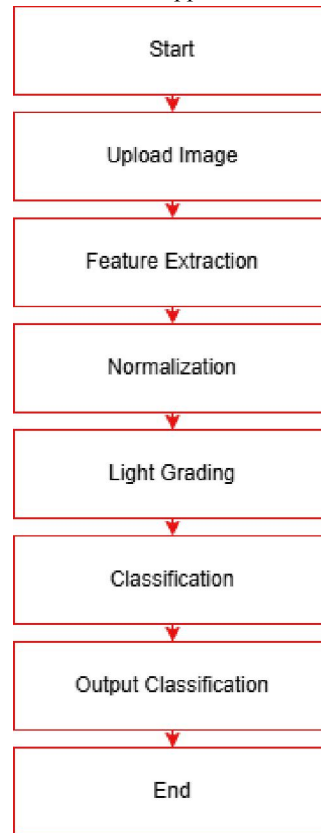 Start
Upload Image
Feature Extraction
Normalization
Light Grading
Classification
Output Classification
End